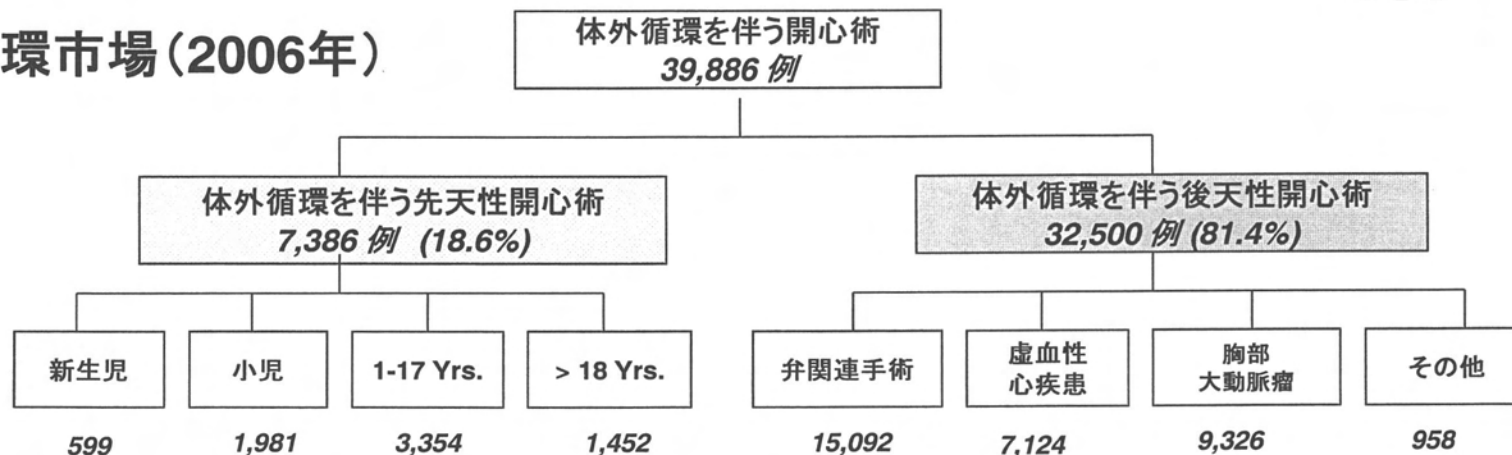 環市場(2006年)
体外循環を伴う開心術
39,886 例
体外循環を伴う先天性開心術
7,386 例 (18.6%)
体外循環を伴う後天性開心術
32,500 例 (81.4%)
新生児
小児
1-17 Yrs.
> 18 Yrs.
弁関連手術
虚血性
心疾患
胸部
大動脈瘤
その他
599
1,981
3,354
1,452
15,092
7,124
9,326
958